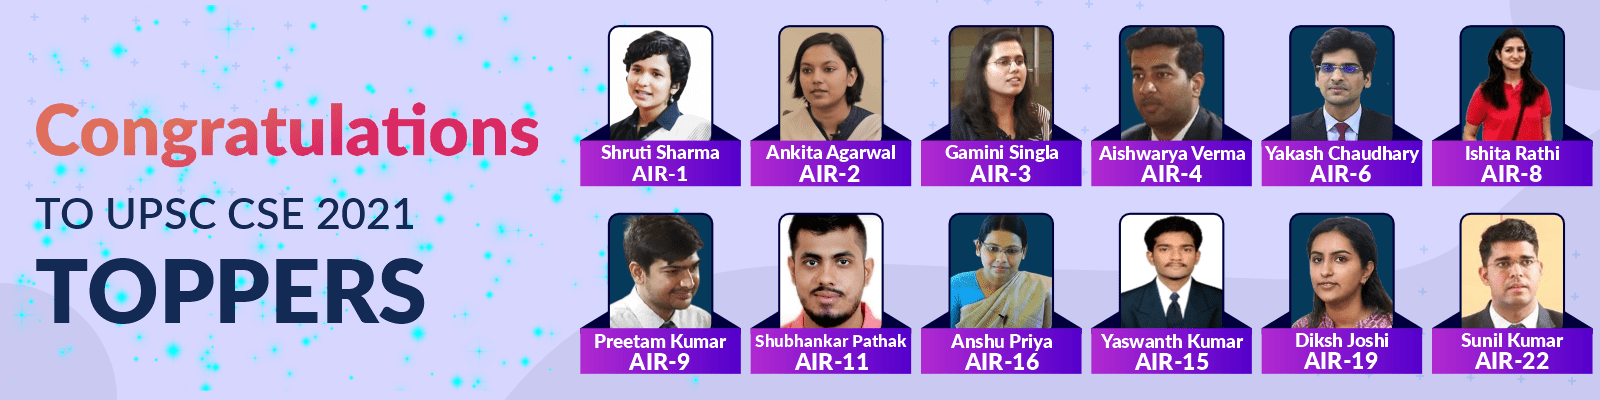 Congratulations
TO UPSC CSE 2021
TOPPERS
Shruti Sharma
AIR-1
Ankita Agarwal
AIR-2
Gamini Singla
AIR-3
Aishwarya Verma
AIR-4
Yakash Chaudhary
AIR-6
Ishita Rathi
AIR-8
Preetam Kumar
AIR-9
Shubhankar Pathak
AIR-11
Anshu Priya
AIR-16
Yaswanth Kumar
AIR-15
Diksh Joshi
AIR-19
Sunil Kumar
AIR-22